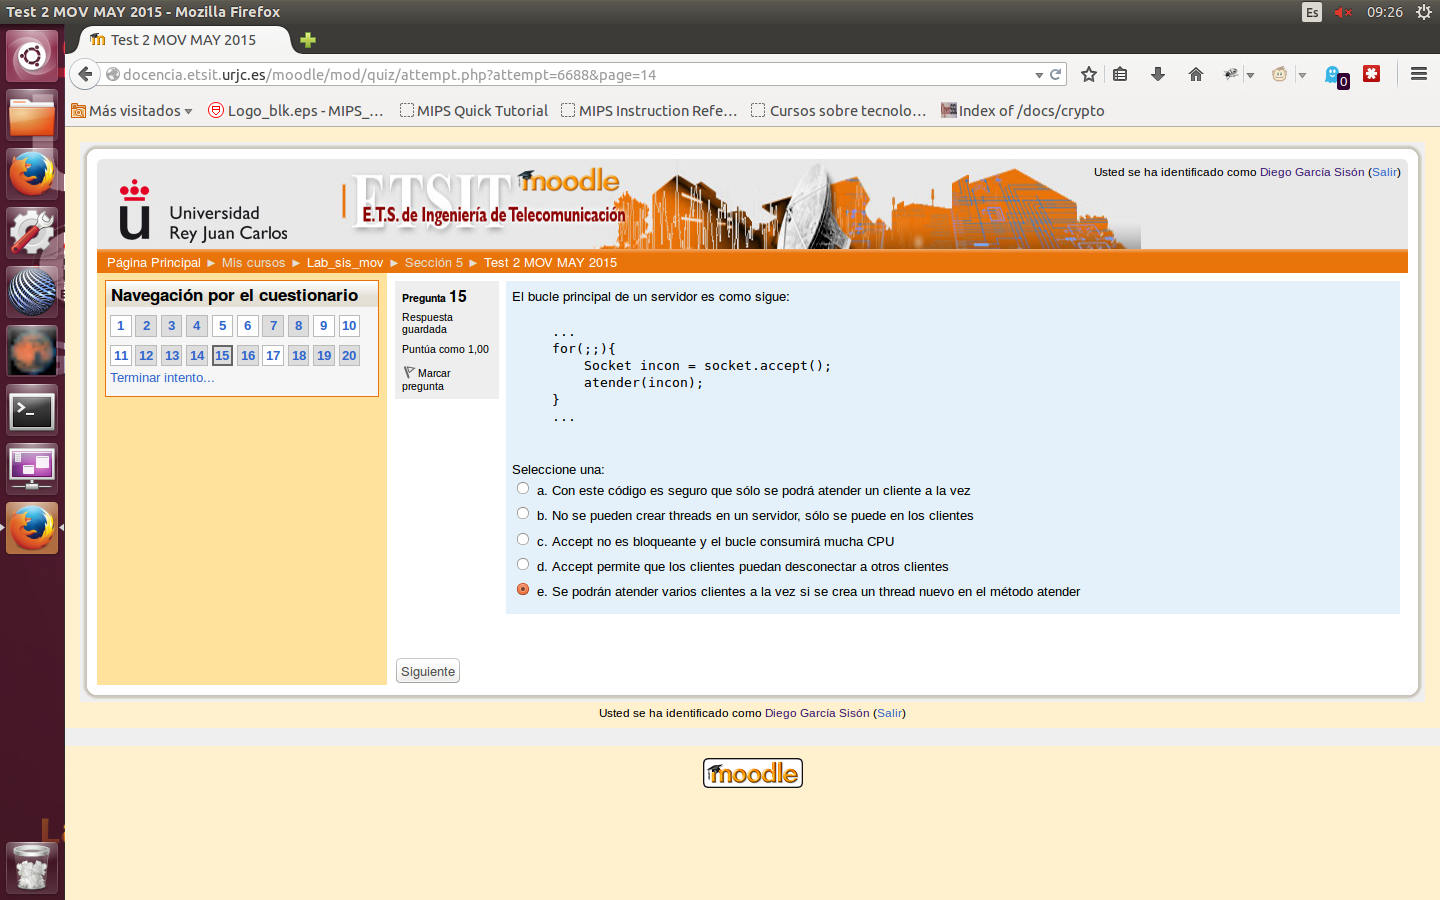 Test 2 MOV MAY 2015 - Mozilla Firefox
Es
09:26
Test 2 MOV MAY 2015
docencia.etsit.urjc.es/moodle/mod/quiz/attempt.php?attempt=6688&page=14
0
Más visitados
Logo_blk.eps - MIPS_...
MIPS Quick Tutorial
MIPS Instruction Refe...
Cursos sobre tecnolo...
Index of /docs/crypto
Universidad
Rey Juan Carlos
ETSIT moodle
E.T.S. de Ingeniería de Telecomunicación
Usted se ha identificado como Diego García Sisón (Salir)
Página Principal ► Mis cursos ► Lab_sis_mov ► Sección 5 ► Test 2 MOV MAY 2015
Navegación por el cuestionario
1 2 3 4 5 6 7 8 9 10
11 12 13 14 15 16 17 18 19 20
Terminar intento...
Pregunta 15
Respuesta
guardada
Puntúa como 1,00
Marcar
pregunta
El bucle principal de un servidor es como sigue:
...
for(;;){
Socket incon = socket.accept();
atender(incon);
}
...
Seleccione una:
a. Con este código es seguro que sólo se podrá atender un cliente a la vez
b. No se pueden crear threads en un servidor, sólo se puede en los clientes
c. Accept no es bloqueante y el bucle consumirá mucha CPU
d. Accept permite que los clientes puedan desconectar a otros clientes
e. Se podrán atender varios clientes a la vez si se crea un thread nuevo en el método atender
Siguiente
Usted se ha identificado como Diego García Sisón (Salir)
moodle